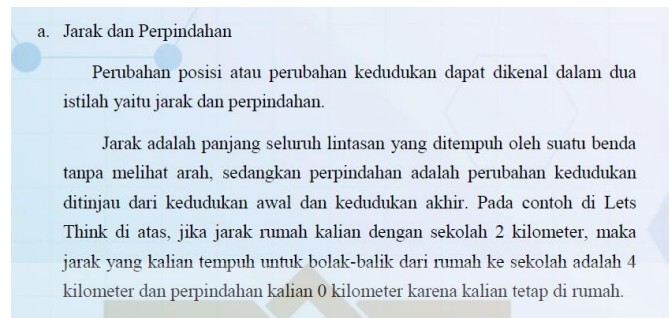 a. Jarak dan Perpindahan
Perubahan posisi atau perubahan kedudukan dapat dikenal dalam dua
istilah yaitu jarak dan perpindahan.
Jarak adalah panjang seluruh lintasan yang ditempuh oleh suatu benda
tanpa melihat arah, sedangkan perpindahan adalah perubahan kedudukan
ditinjau dari kedudukan awal dan kedudukan akhir. Pada contoh di Lets
Think di atas, jika jarak rumah kalian dengan sekolah 2 kilometer, maka
jarak yang kalian tempuh untuk bolak-balik dari rumah ke sekolah adalah 4
kilometer dan perpindahan kalian 0 kilometer karena kalian tetap di rumah.